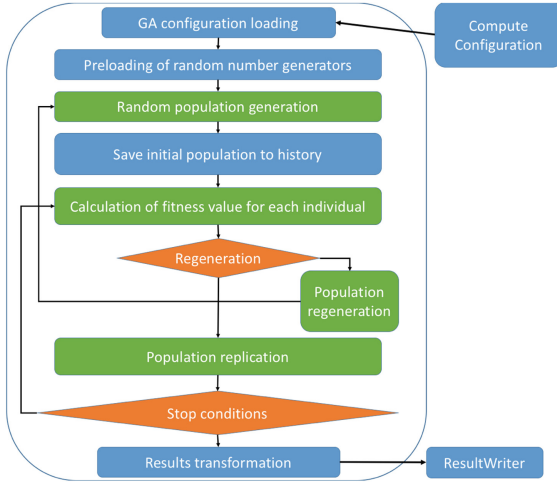 GA configuration loading
Compute
Configuration
Preloading of random number generators
Random population generation
Save initial population to history
Calculation of fitness value for each individual
Regeneration
Population
regeneration
Population replication
Stop conditions
Results transformation
ResultWriter